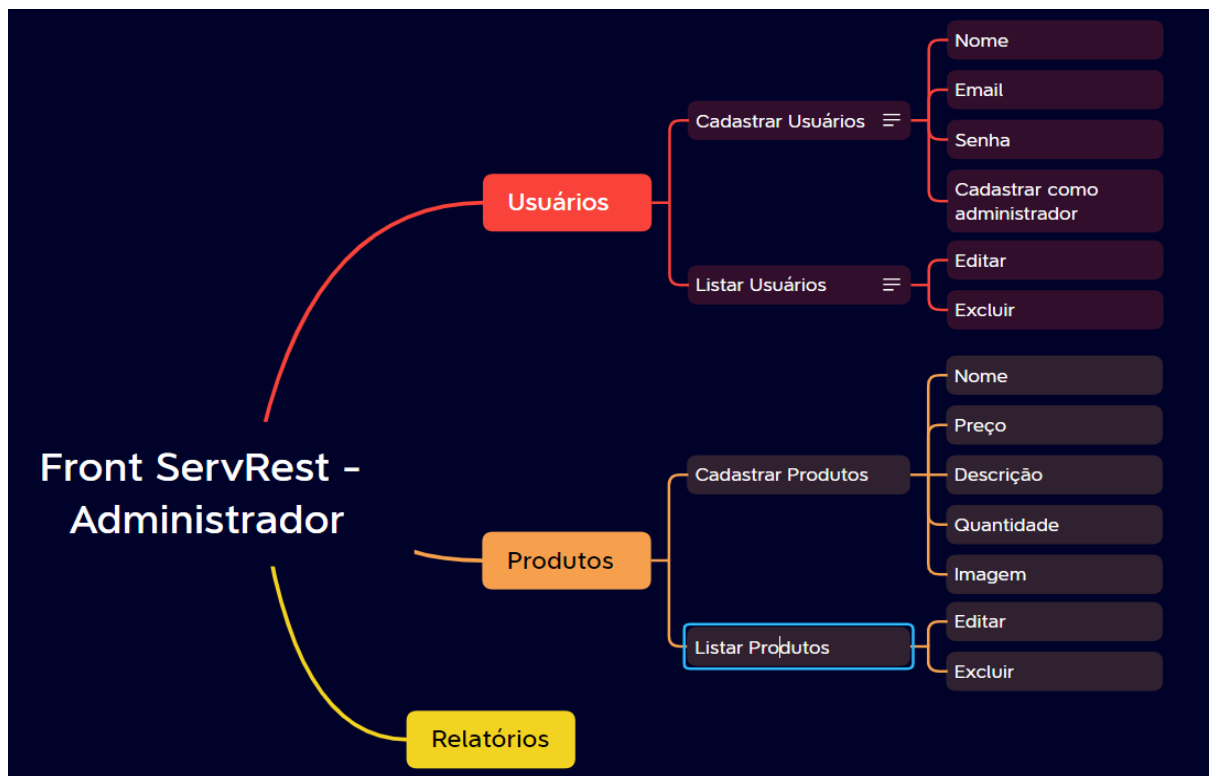 Front ServRest -
Administrador
Usuários
Cadastrar Usuários
Nome
Email
Senha
Cadastrar como
administrador
Listar Usuários
Editar
Excluir
Produtos
Cadastrar Produtos
Nome
Preço
Descrição
Quantidade
Imagem
Listar Produtos
Editar
Excluir
Relatórios